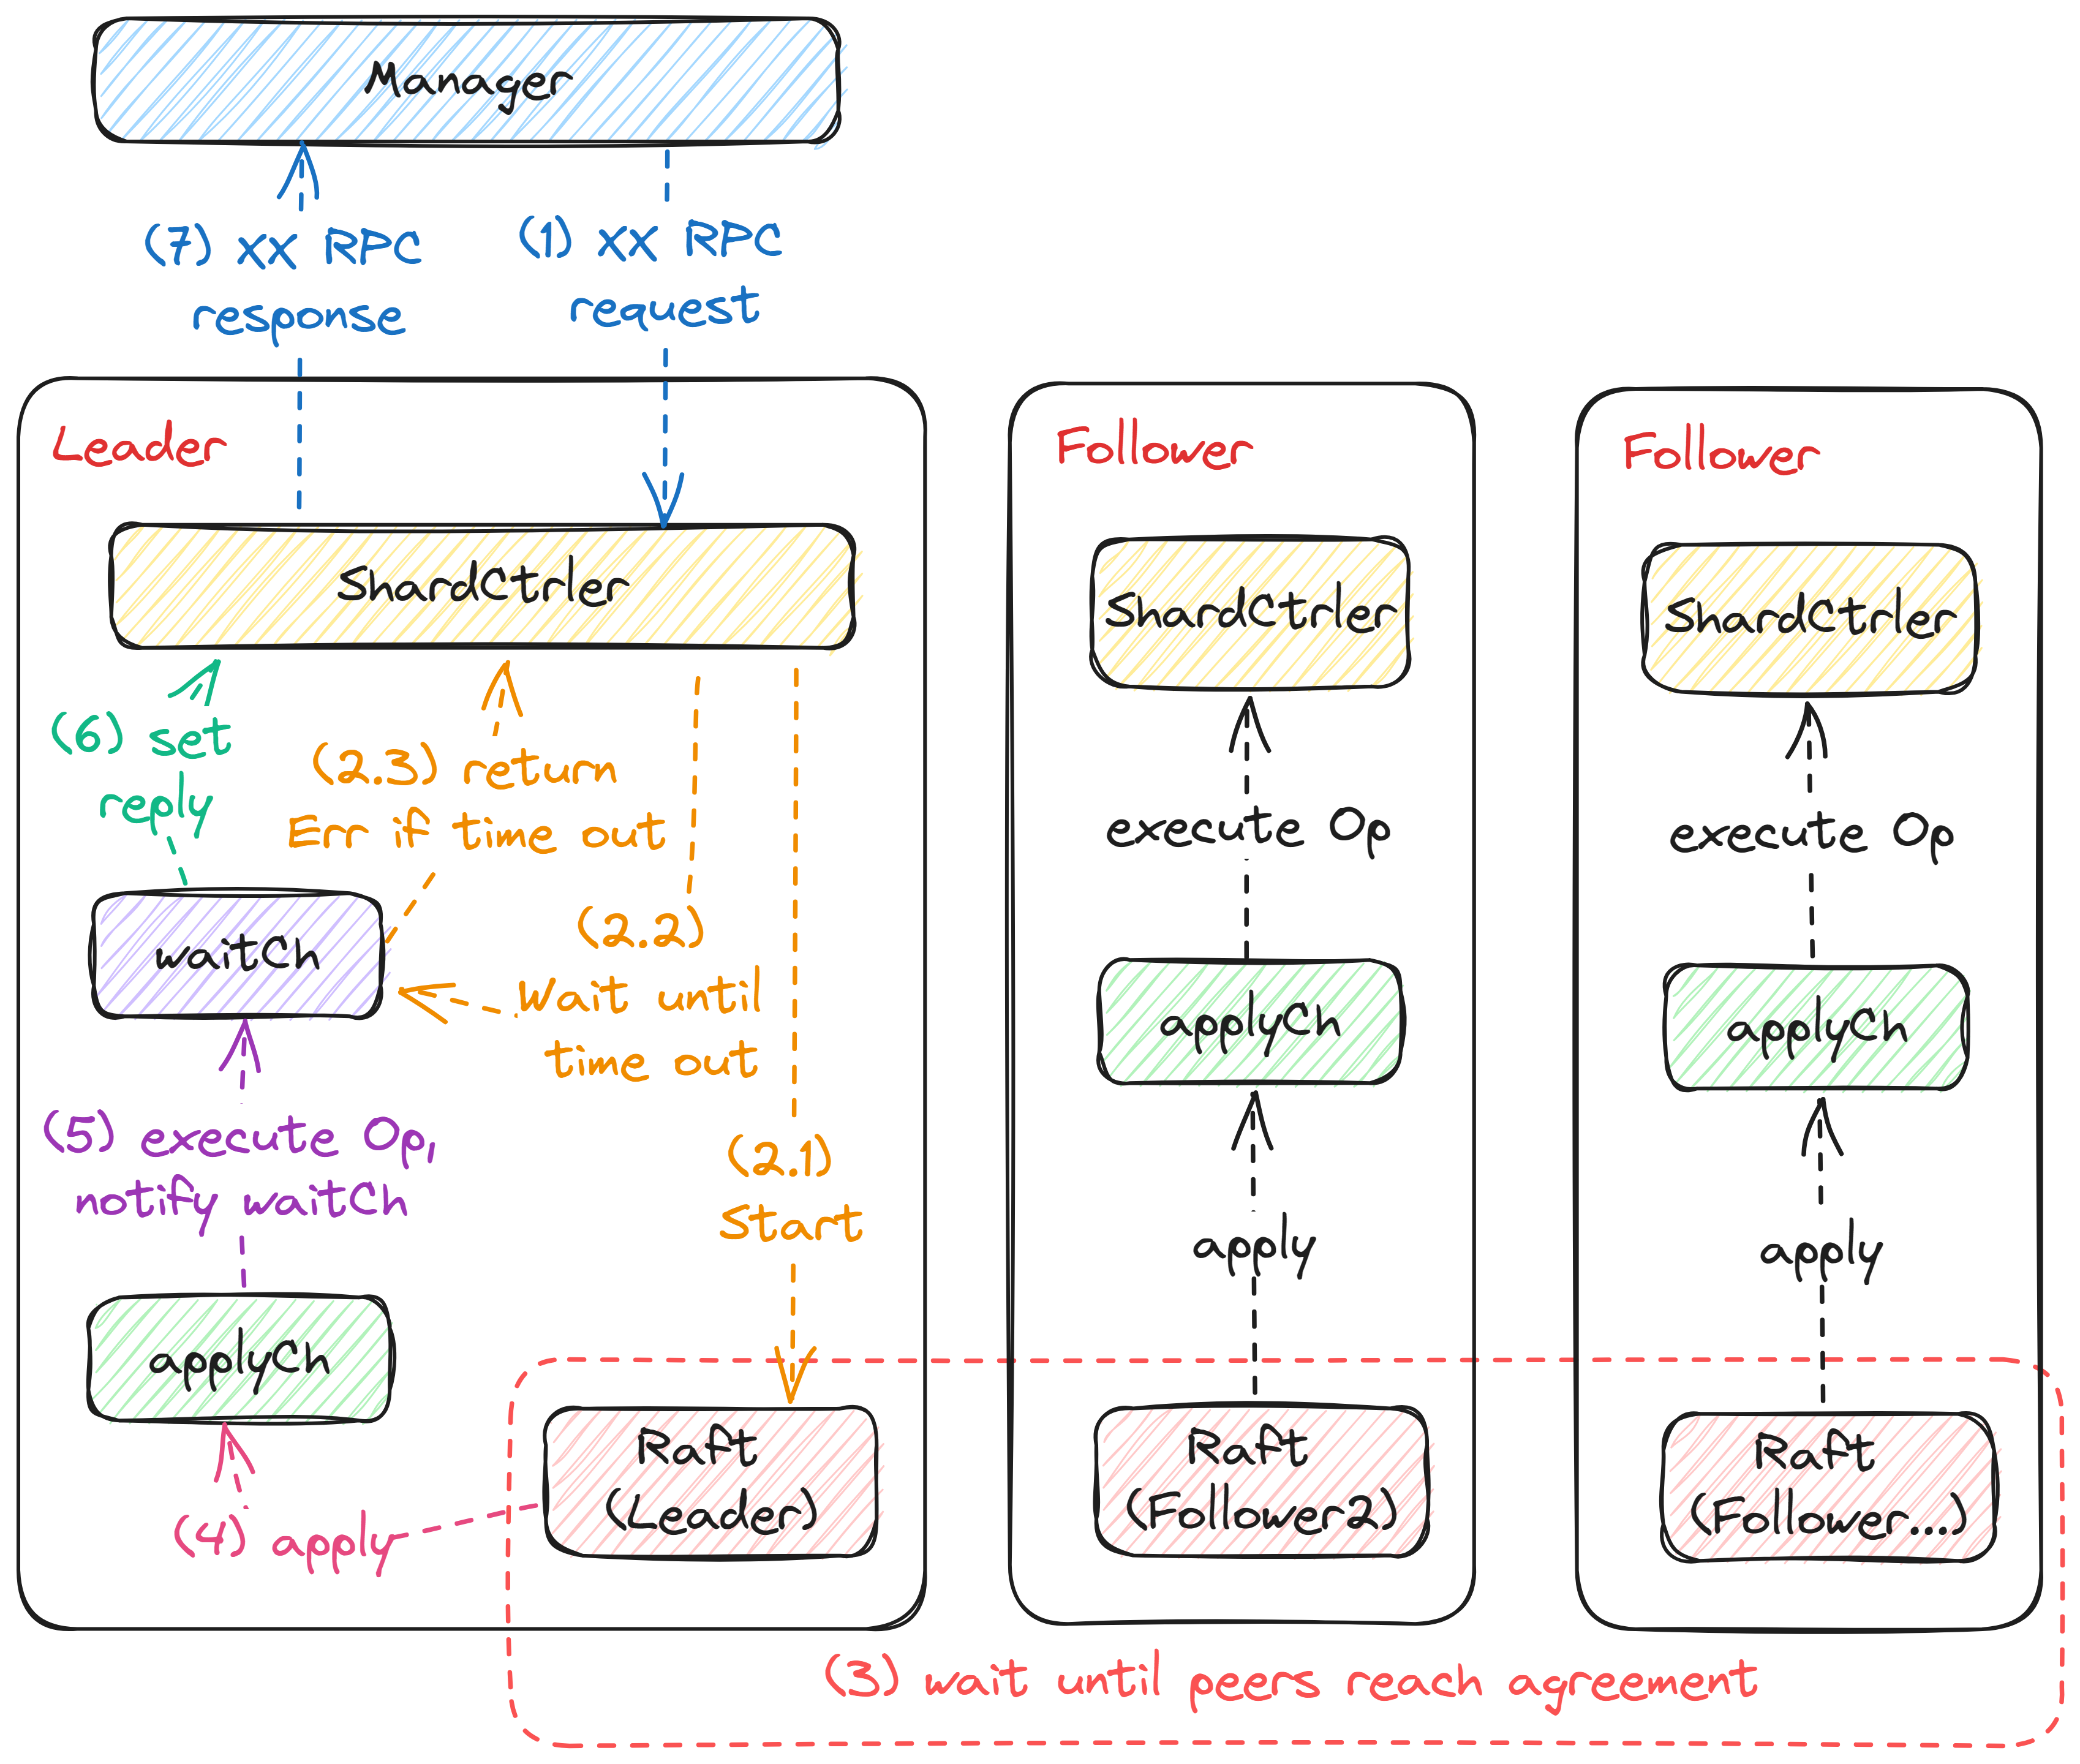 Manager
(7) xx RPC
response
(1) xx RPC
request
Leader
ShardCtrler
(6) set
reply
(2.3) return
Err if time out
(2.2)
Wait until
time out
waitCh
(5) execute Op,
notify waitCh
(2.1)
Start
applyCh
(4) apply
Raft
(Leader)
Follower
ShardCtrler
execute Op
applyCh
apply
Raft
(Follower2)
Follower
ShardCtrler
execute Op
applyCh
apply
Raft
(Follower...)
(3) wait until peers reach agreement